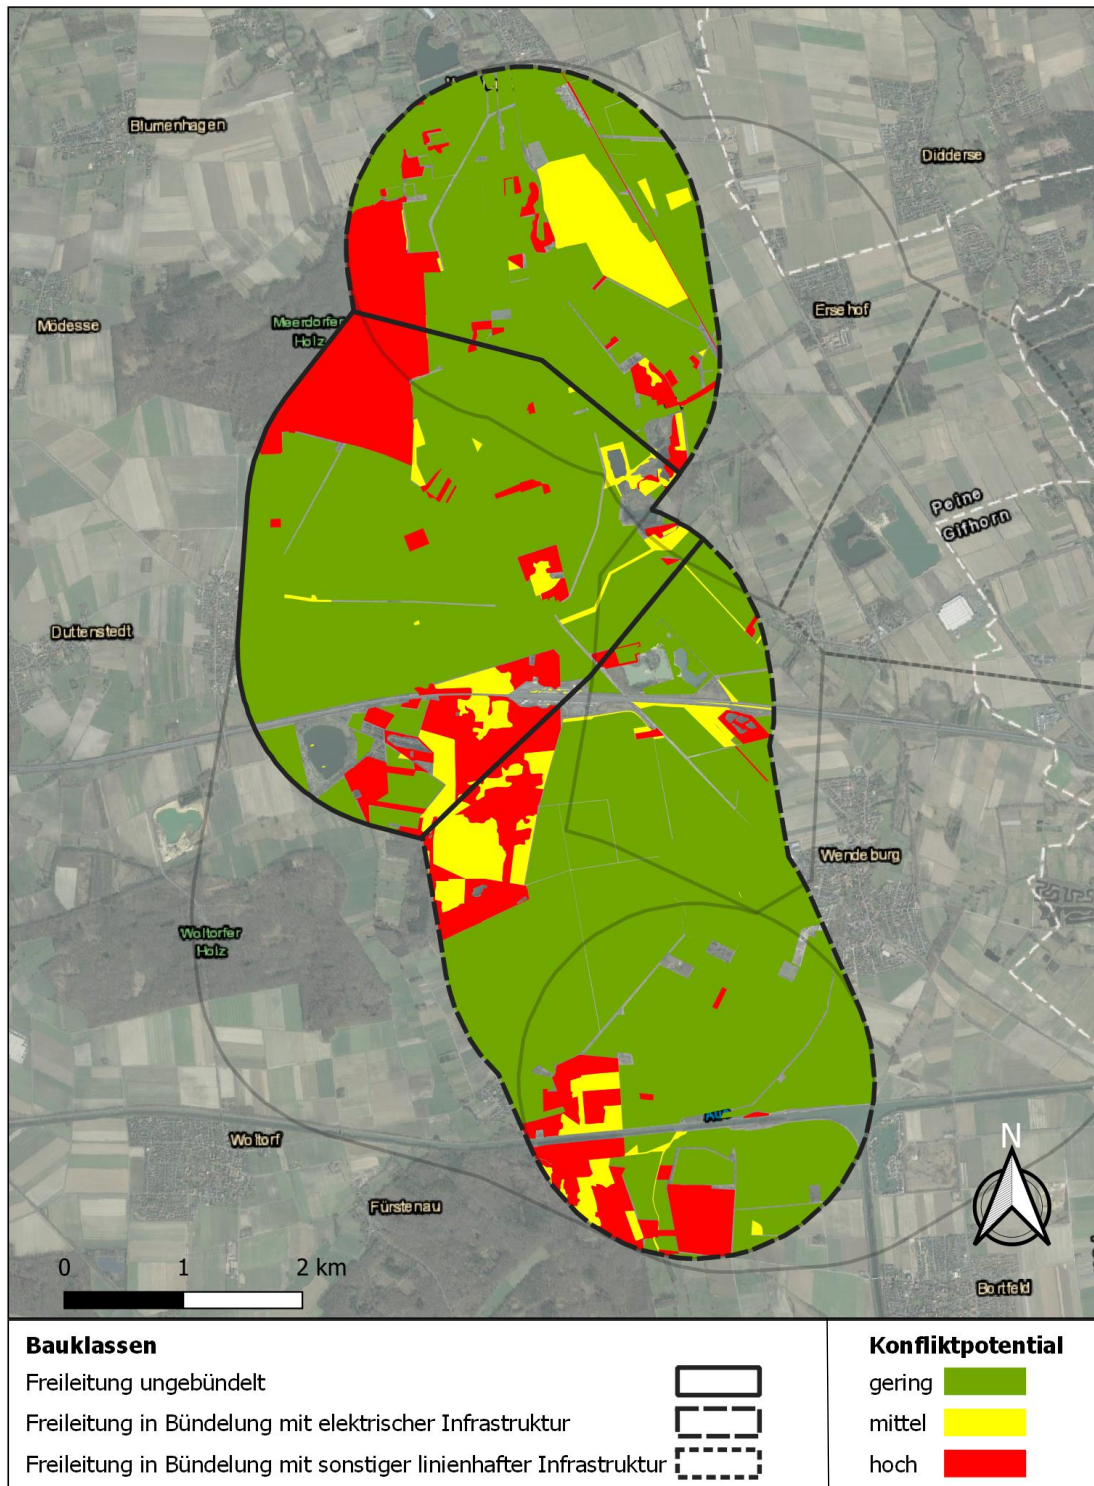 Blumenhagen
Didderse
Mödesse
Meerdorfer
Holz
Ersehof
Peine
Gifhorn
Duttenstedt
Wendeburg
Woltorfer
Holz
Aue
Woltorf
Fürstenau
N
0 1 2 km
Bortfeld
Bauklassen
Freileitung ungebündelt
Freileitung in Bündelung mit elektrischer Infrastruktur
Freileitung in Bündelung mit sonstiger linienhafter Infrastruktur
Konfliktpotential
gering
mittel
hoch